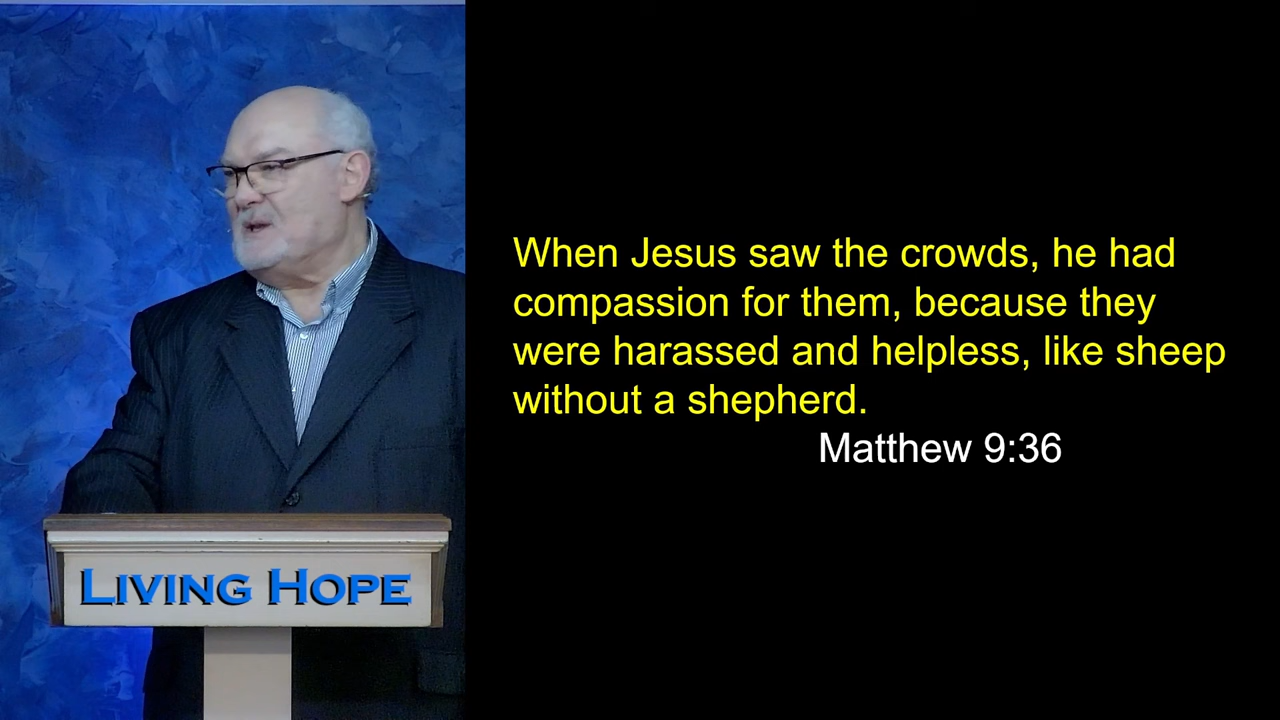 When Jesus saw the crowds, he had
compassion for them, because they
were harassed and helpless, like sheep
without a shepherd.
Matthew 9:36
LIVING HOPE